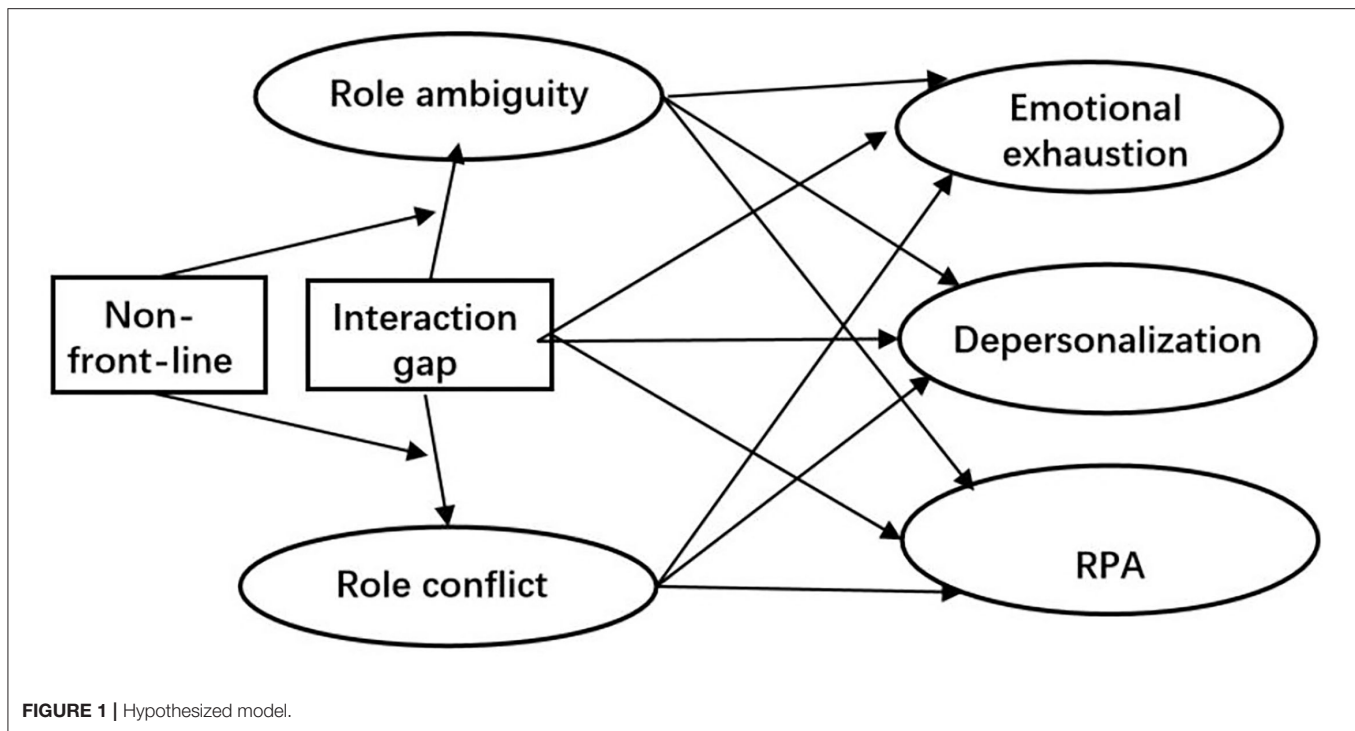 Role ambiguity
Emotional
exhaustion
Non-
front-line
Interaction
gap
Depersonalization
Role conflict
RPA
FIGURE 1 | Hypothesized model.